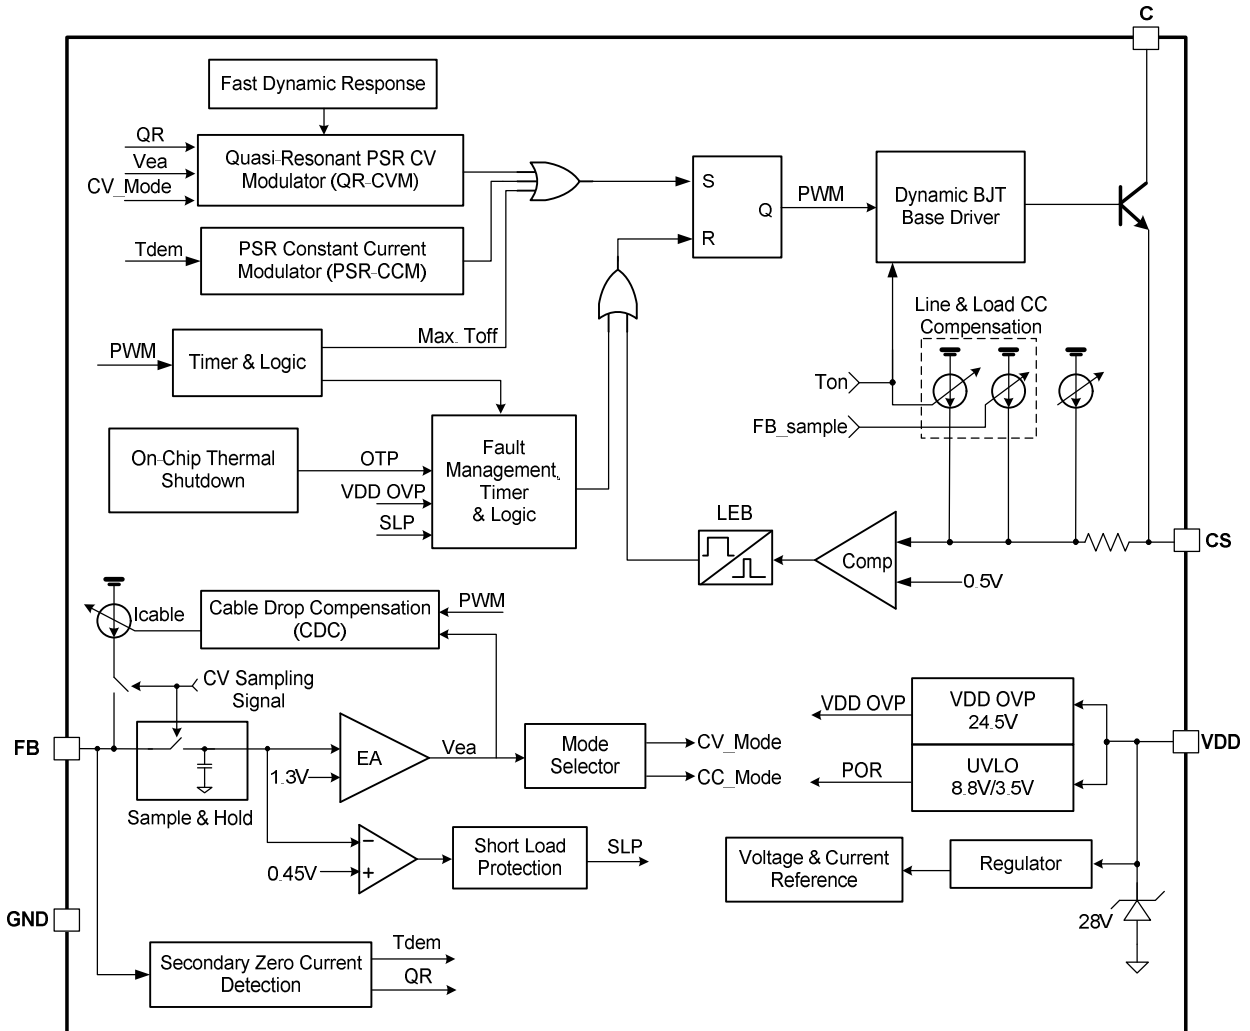 C
Fast Dynamic Response
QR
Vea
CV_Mode
Quasi-Resonant PSR CV
Modulator (QR-CVM)
S
Q
R
PWM
Dynamic BJT
Base Driver
Tdem
PSR Constant Current
Modulator (PSR-CCM)
Line & Load CC
Compensation
PWM
Timer & Logic
Max. Toff
Ton
FB_sample
On-Chip Thermal
Shutdown
OTP
VDD OVP
SLP
Fault
Management,
Timer
& Logic
LEB
Comp
0.5V
CS
Icable
Cable Drop Compensation
(CDC)
PWM
CV Sampling
Signal
FB
1.3V
EA
Vea
Mode
Selector
CV_Mode
CC_Mode
Sample & Hold
VDD OVP
VDD OVP
24.5V
POR
UVLO
8.8V/3.5V
VDD
0.45V
−
+
Short Load
Protection
SLP
Voltage & Current
Reference
Regulator
28V
GND
Secondary Zero Current
Detection
Tdem
QR